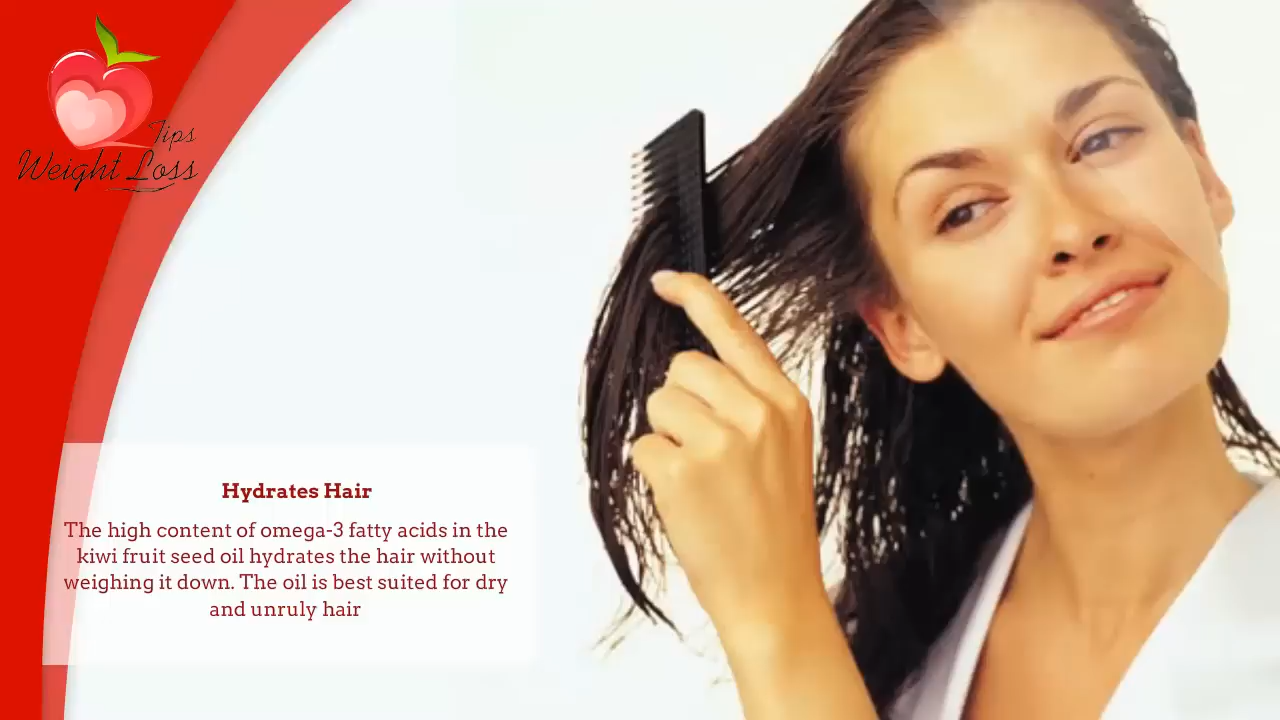 Tips
Weight Loss
Hydrates Hair
The high content of omega-3 fatty acids in the
kiwi fruit seed oil hydrates the hair without
weighing it down. The oil is best suited for dry
and unruly hair